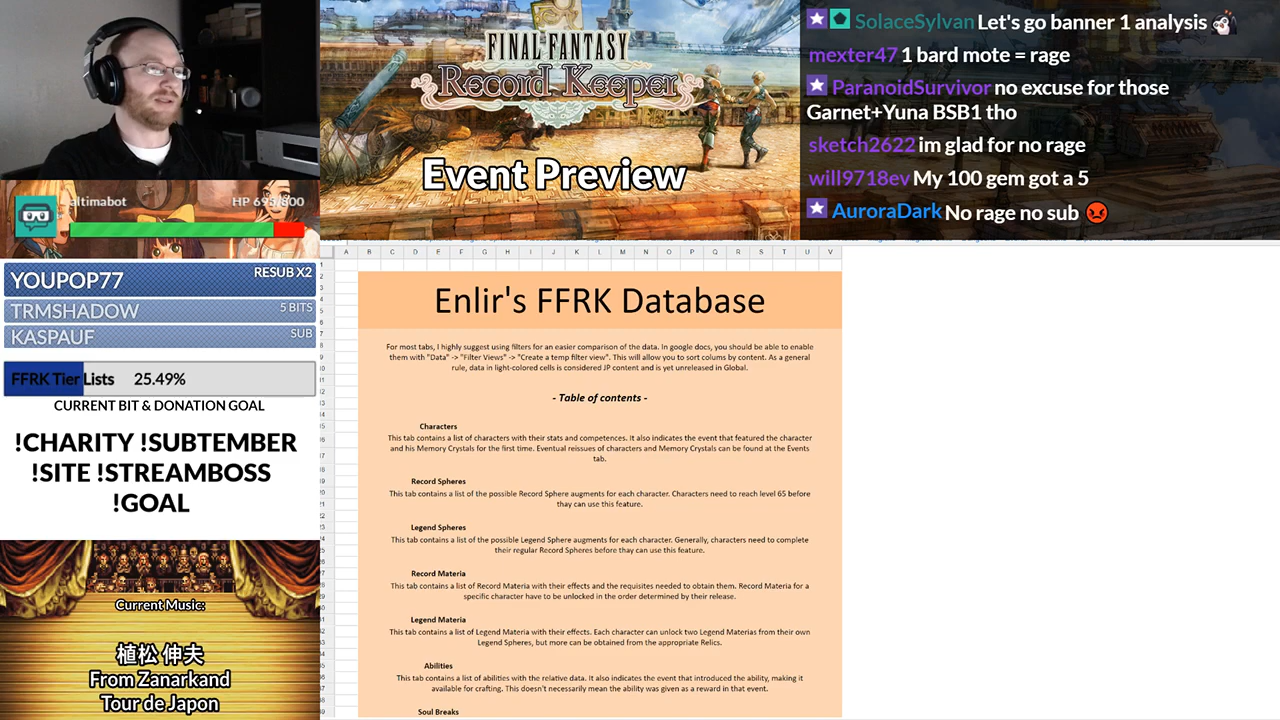 FINAL FANTASY
Record Keeper
Event Preview
SolaceSylvan Let's go banner 1 analysis
mexter47 1 bard mote = rage
ParanoidSurvivor no excuse for those
Garnet+Yuna BSB1 tho
sketch2622 im glad for no rage
will9718ev My 100 gem got a 5
AuroraDark No rage no sub
altimabot HP 695/800
YOUPOP77 RESUB X2
TRMSHADOW 5 BITS
KASPAUF SUB
FFRK Tier Lists 25.49%
CURRENT BIT & DONATION GOAL
!CHARITY !SUBTEMBER
!SITE !STREAMBOSS
!GOAL
Current Music:
植松 伸夫
From Zanarkand
Tour de Japon
A B C D E F G H I J K L M N O P Q R S T U V
Enlir's FFRK Database
For most tabs, I highly suggest using filters for an easier comparison of the data. In google docs, you should be able to enable
them with "Data" -> "Filter Views" -> "Create a temp filter view". This will allow you to sort colums by content. As a general
rule, data in light-colored cells is considered JP content and is yet unreleased in Global.
- Table of contents -
Characters
This tab contains a list of characters with their stats and competences. It also indicates the event that featured the character
and his Memory Crystals for the first time. Eventual reissues of characters and Memory Crystals can be found at the Events
tab.
Record Spheres
This tab contains a list of the possible Record Sphere augments for each character. Characters need to reach level 65 before
thay can use this feature.
Legend Spheres
This tab contains a list of the possible Legend Sphere augments for each character. Generally, characters need to complete
their regular Record Spheres before thay can use this feature.
Record Materia
This tab contains a list of Record Materia with their effects and the requisites needed to obtain them. Record Materia for a
specific character have to be unlocked in the order determined by their release.
Legend Materia
This tab contains a list of Legend Materia with their effects. Each character can unlock two Legend Materias from their own
Legend Spheres, but more can be obtained from the appropriate Relics.
Abilities
This tab contains a list of abilities with the relative data. It also indicates the event that introduced the ability, making it
available for crafting. This doesn't necessarily mean the ability was given as a reward in that event.
Soul Breaks